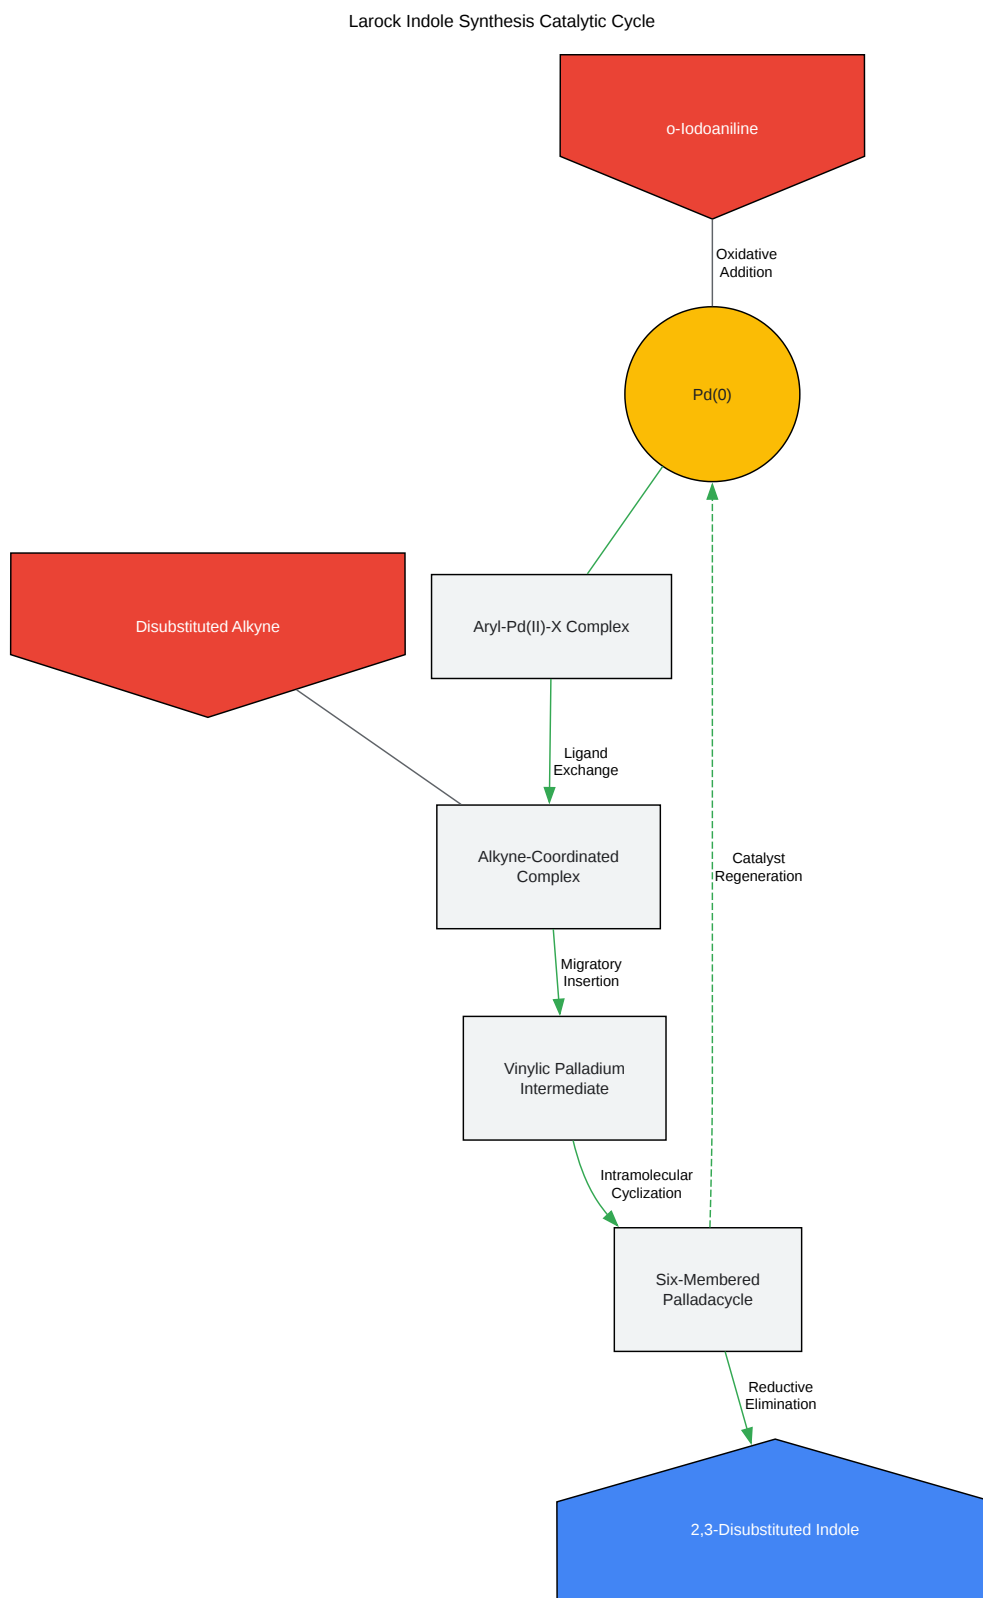 Larock Indole Synthesis Catalytic Cycle
o-Iodoaniline
Oxidative
Addition
Pd(0)
Disubstituted Alkyne
Aryl-Pd(II)-X Complex
Ligand
Exchange
Alkyne-Coordinated
Complex
Catalyst
Regeneration
Migratory
Insertion
Vinylic Palladium
Intermediate
Intramolecular
Cyclization
Six-Membered
Palladacycle
Reductive
Elimination
2,3-Disubstituted Indole